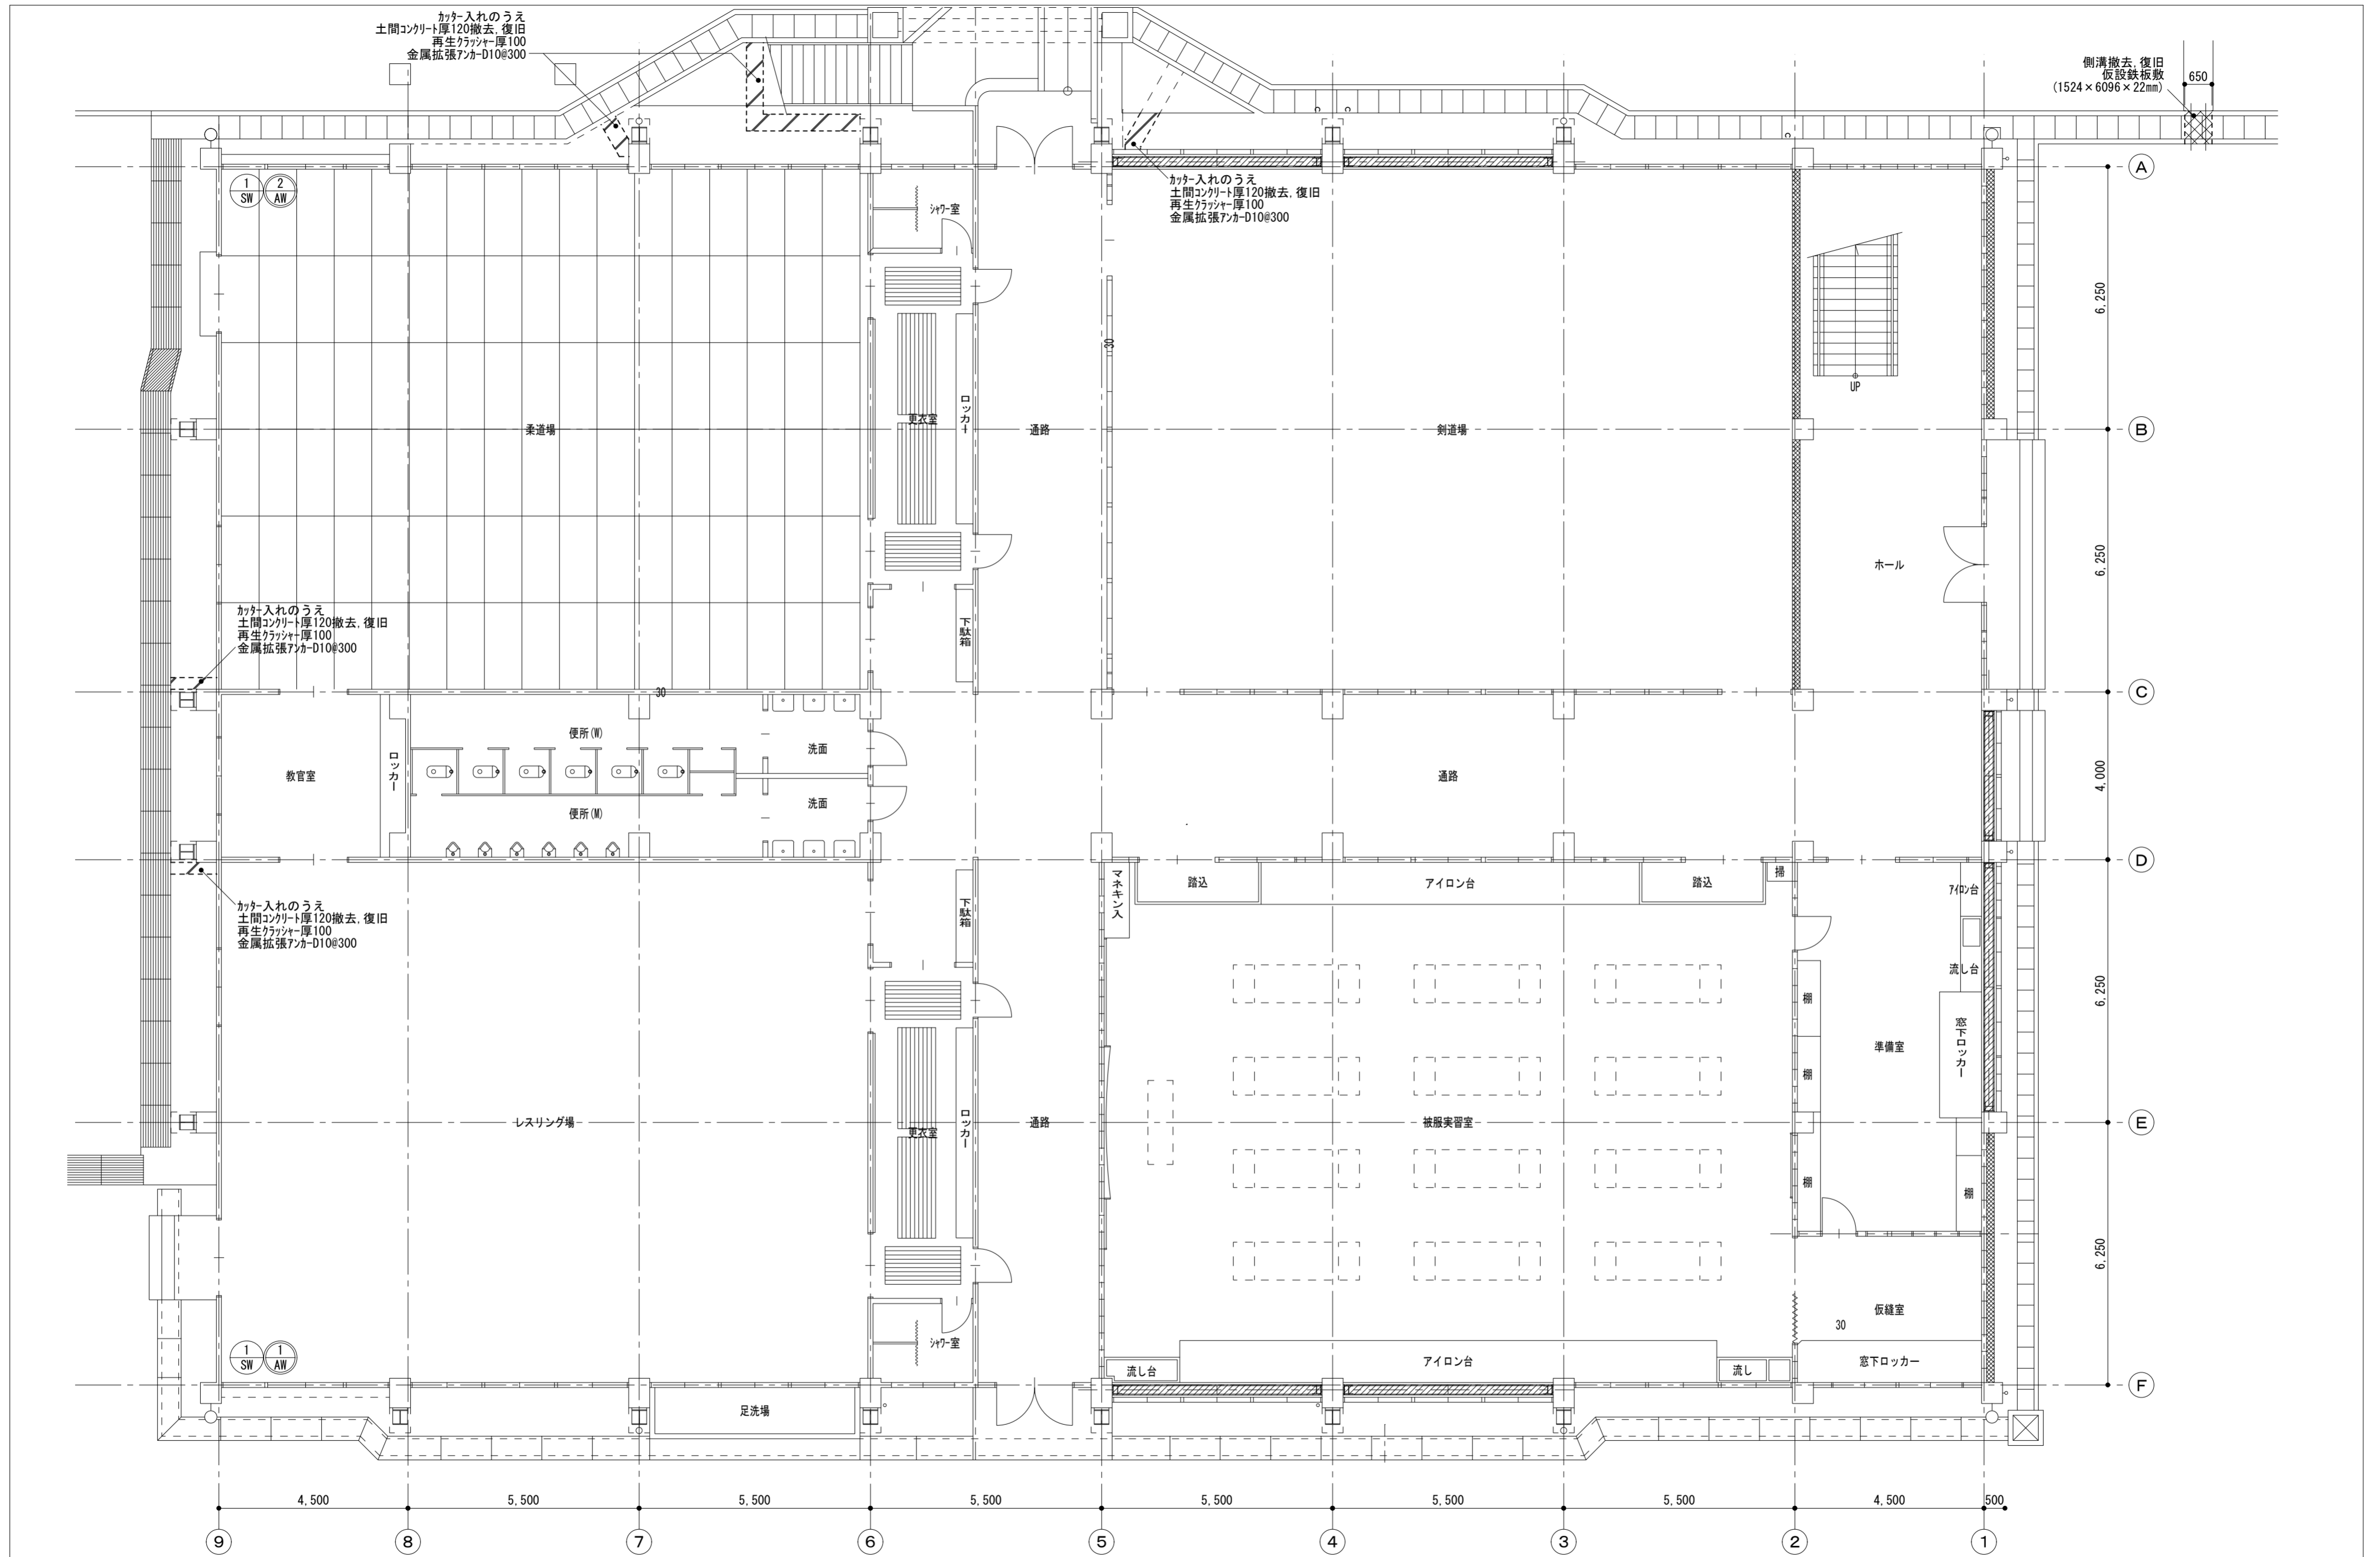 カッター入れのうえ
土間コンクリート厚120撤去,復旧
再生クラッシャー厚100
金属拡張アンカーD10@300
側溝撤去,復旧
仮設鉄板敷
(1524×6096×22㎜)
650
カッター入れのうえ
土間コンクリート厚120撤去,復旧
再生クラッシャー厚100
金属拡張アンカーD10@300
A
1
SW
2
AW
シャワー室
6,250
30
UP
ロッカー
更衣室
柔道場
通路
剣道場
B
6,250
ホール
カッター入れのうえ
土間コンクリート厚120撤去,復旧
再生クラッシャー厚100
金属拡張アンカーD10@300
下駄箱
30
C
便所(W)
洗面
教官室
ロッカー
通路
4,000
便所(M)
洗面
D
マネキン入
踏込
アイロン台
踏込
掃
アイロン台
カッター入れのうえ
土間コンクリート厚120撤去,復旧
再生クラッシャー厚100
金属拡張アンカーD10@300
下駄箱
流し台
棚
6,250
準備室
窓下ロッカー
棚
レスリング場
更衣室
ロッカー
通路
被服実習室
E
棚
棚
6,250
仮縫室
30
シャワー室
1
SW
1
AW
流し台
アイロン台
流し
窓下ロッカー
F
足洗場
4,500
5,500
5,500
5,500
5,500
5,500
5,500
4,500
500
9
8
7
6
5
4
3
2
1